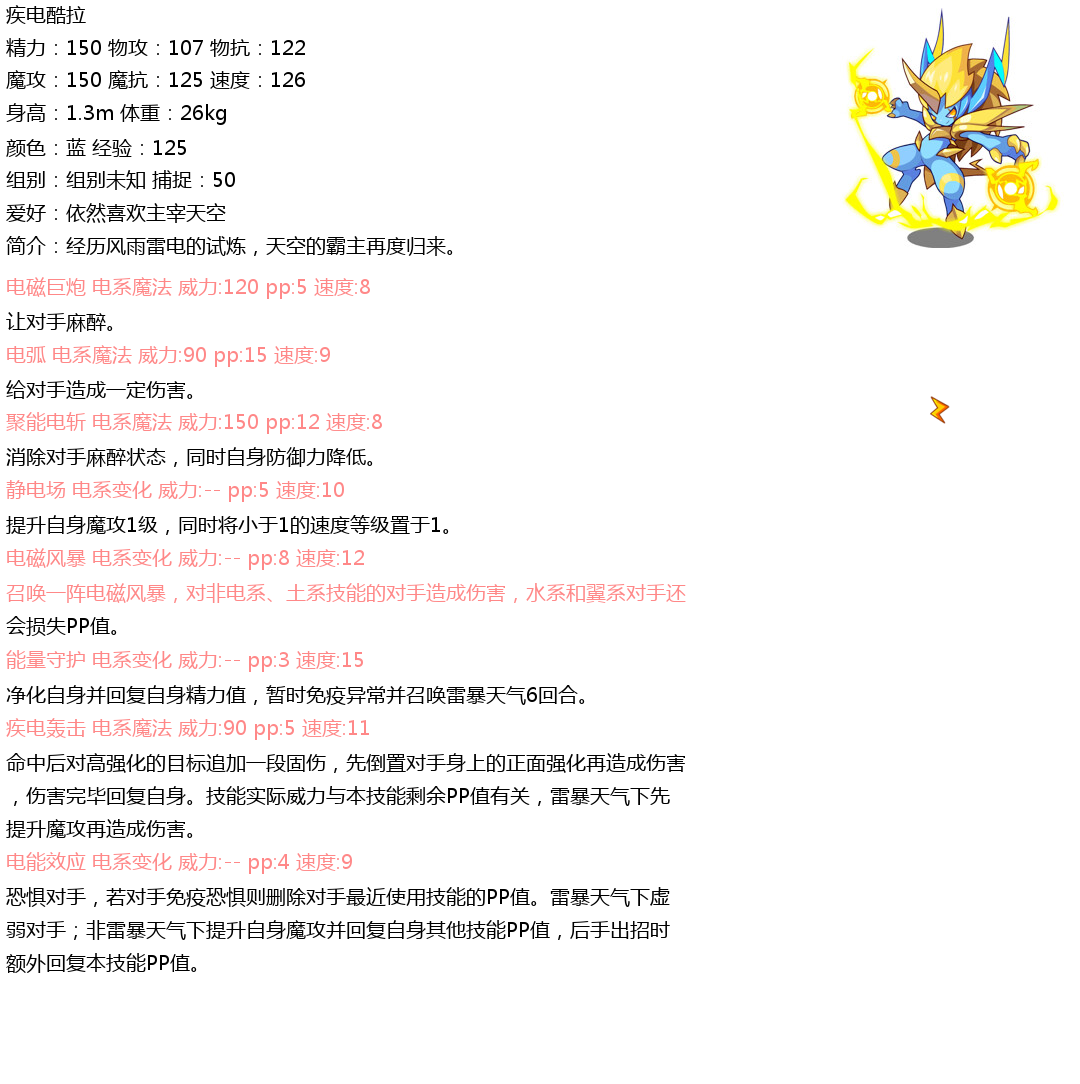 疾电酷拉
精力：150 物攻：107 物抗：122
魔攻：150 魔抗：125 速度：126
身高：1.3m 体重：26kg
颜色：蓝 经验：125
组别：组别未知 捕捉：50
爱好：依然喜欢主宰天空
简介：经历风雨雷电的试炼，天空的霸主再度归来。
电磁巨炮 电系魔法 威力:120 pp:5 速度:8
让对手麻醉。
电弧 电系魔法 威力:90 pp:15 速度:9
给对手造成一定伤害。
聚能电斩 电系魔法 威力:150 pp:12 速度:8
消除对手麻醉状态，同时自身防御力降低。
静电场 电系变化 威力:-- pp:5 速度:10
提升自身魔攻1级，同时将小于1的速度等级置于1。
电磁风暴 电系变化 威力:-- pp:8 速度:12
召唤一阵电磁风暴，对非电系、土系技能的对手造成伤害，水系和翼系对手还
会损失PP值。
能量守护 电系变化 威力:-- pp:3 速度:15
净化自身并回复自身精力值，暂时免疫异常并召唤雷暴天气6回合。
疾电轰击 电系魔法 威力:90 pp:5 速度:11
命中后对高强化的目标追加一段固伤，先倒置对手身上的正面强化再造成伤害
，伤害完毕回复自身。技能实际威力与本技能剩余PP值有关，雷暴天气下先
提升魔攻再造成伤害。
电能效应 电系变化 威力:-- pp:4 速度:9
恐惧对手，若对手免疫恐惧则删除对手最近使用技能的PP值。雷暴天气下虚
弱对手；非雷暴天气下提升自身魔攻并回复自身其他技能PP值，后手出招时
额外回复本技能PP值。